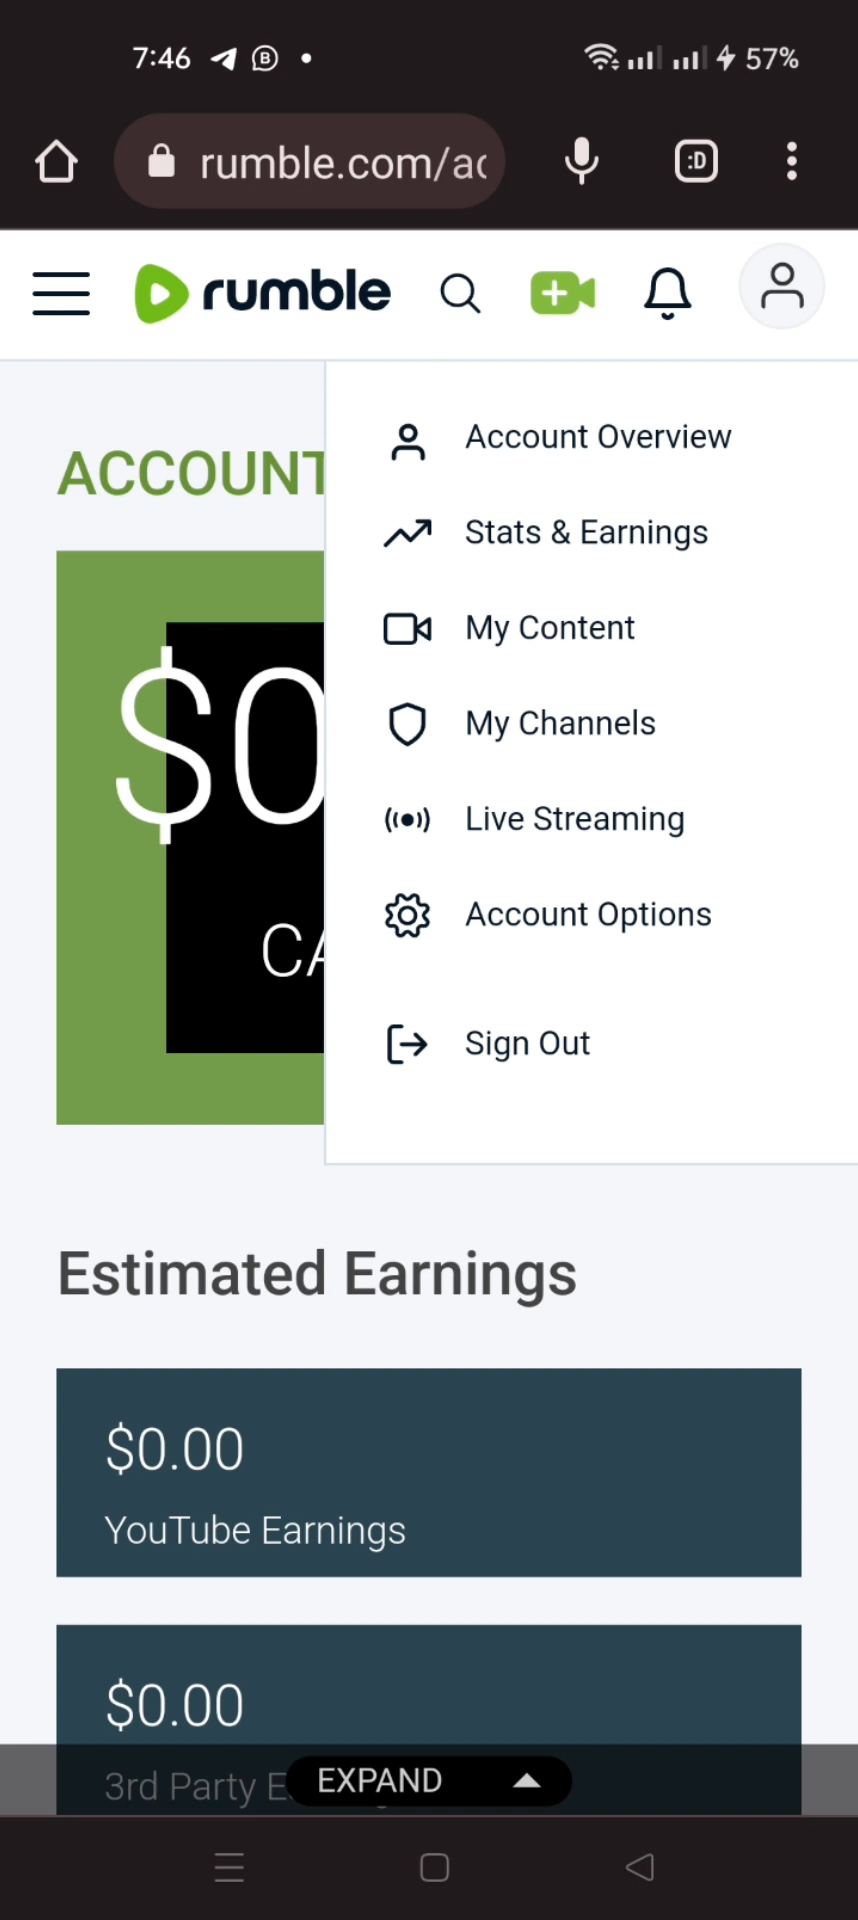 7:46
57%
rumble.com/ac
:D
rumble
Account Overview
ACCOUNT
Stats & Earnings
My Content
$0
My Channels
Live Streaming
CA
Account Options
Sign Out
Estimated Earnings
$0.00
YouTube Earnings
$0.00
3rd Party E
EXPAND